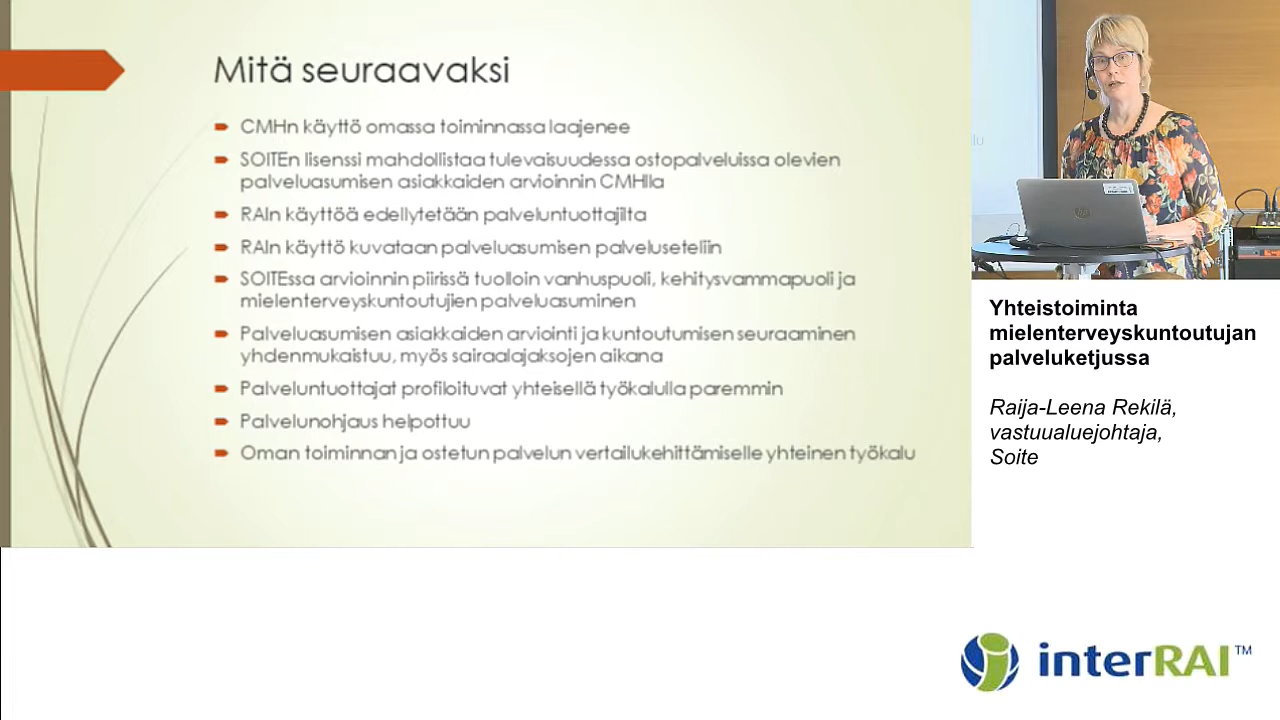 Mitä seuraavaksi
CMHn käyttö omassa toiminnassa laajenee
SOITEn lisenssi mahdollistaa tulevaisuudessa ostopalveluissa olevien
palveluasumisen asiakkaiden arvioinnin CMHlla
RAIn käyttöä edellytetään palveluntuottajilta
RAIn käyttö kuvataan palveluasumisen palveluseteliin
SOITEssa arvioinnin piirissä tuolloin vanhuspuoli, kehitysvammapuoli ja
mielenterveyskuntoutujien palveluasuminen
Palveluasumisen asiakkaiden arviointi ja kuntoutumisen seuraaminen
yhdenmukaistuu, myös sairaalajaksojen aikana
Palveluntuottajat profiloituvat yhteisellä työkalulla paremmin
Palvelunohjaus helpottuu
Oman toiminnan ja ostetun palvelun vertailukehittämiselle yhteinen työkalu
Yhteistoiminta
mielenterveyskuntoutujan
palveluketjussa
Raija-Leena Rekilä,
vastuualuejohtaja,
Soite
interRAI™